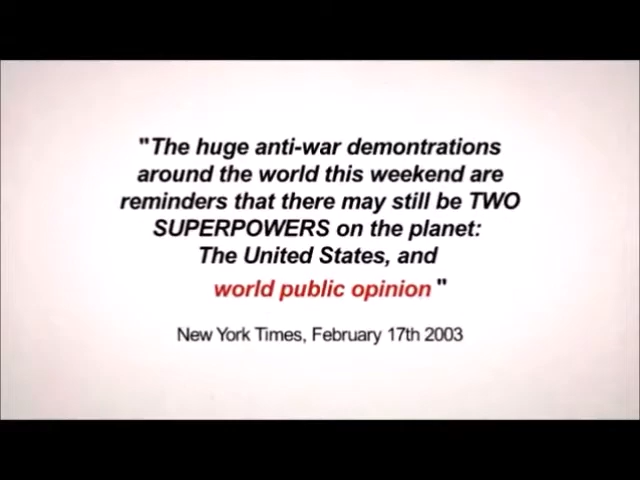 "The huge anti-war demontrations
around the world this weekend are
reminders that there may still be TWO
SUPERPOWERS on the planet:
The United States, and
world public opinion "
New York Times, February 17th 2003